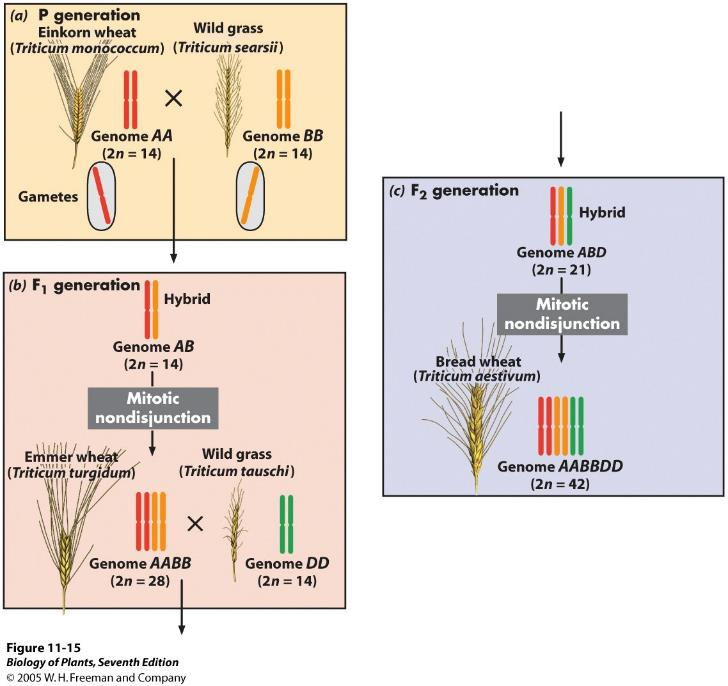 (a) P generation
Einkorn wheat
(Triticum monococcum)
Wild grass
(Triticum searsii)
×
Genome AA
(2n = 14)
Genome BB
(2n = 14)
Gametes
(b) F1 generation
Hybrid
Genome AB
(2n = 14)
Mitotic
nondisjunction
Emmer wheat
(Triticum turgidum)
Wild grass
(Triticum tauschi)
×
Genome AABB
(2n = 28)
Genome DD
(2n = 14)
(c) F2 generation
Hybrid
Genome ABD
(2n = 21)
Mitotic
nondisjunction
Bread wheat
(Triticum aestivum)
Genome AABBDD
(2n = 42)
Figure 11-15
Biology of Plants, Seventh Edition
© 2005 W. H. Freeman and Company